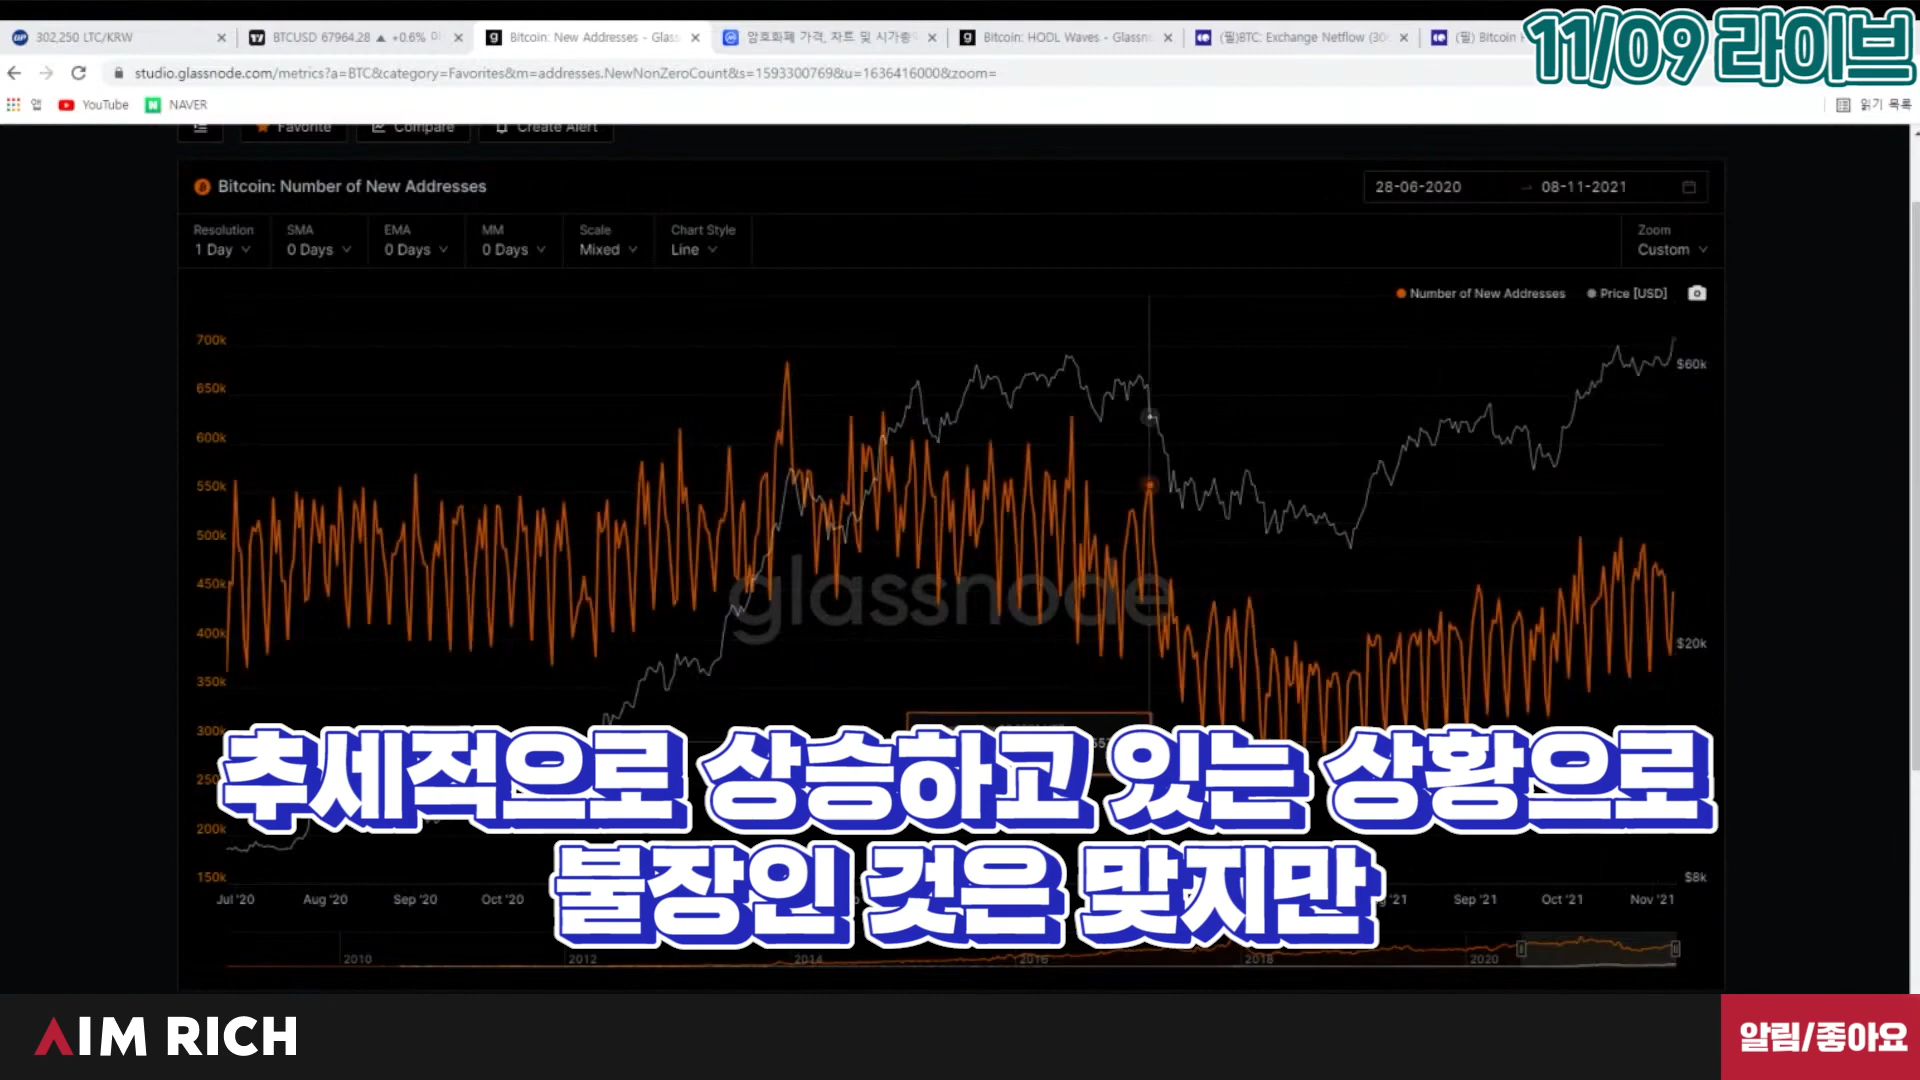 302,250 LTC/KRW
BTCUSD 67964.28 ▲ +0.6%
Bitcoin: New Addresses - Glass
암호화폐 가격, 차트 및 시가총
Bitcoin: HODL Waves - Glassn
(필)BTC: Exchange Netflow (30
(필) Bitcoin
11/09 라이브
studio.glassnode.com/metrics?a=BTC&category=Favorites&m=addresses.NewNonZeroCount&s=1593300769&u=1636416000&zoom=
앱
YouTube
NAVER
읽기 목록
Favorite
Compare
Create Alert
Bitcoin: Number of New Addresses
28-06-2020 → 08-11-2021
Resolution
1 Day
SMA
0 Days
EMA
0 Days
MM
0 Days
Scale
Mixed
Chart Style
Line
Zoom
Custom
Number of New Addresses
Price [USD]
700k
650k
600k
550k
500k
450k
400k
350k
300k
250
200k
150k
$60k
$20k
$8k
glassnode
추세적으로 상승하고 있는 상황으로
불장인 것은 맞지만
Jul '20
Aug '20
Sep '20
Oct '20
'21
Sep '21
Oct '21
Nov '21
2010
2012
2014
2016
2018
2020
AIM RICH
알림/좋아요